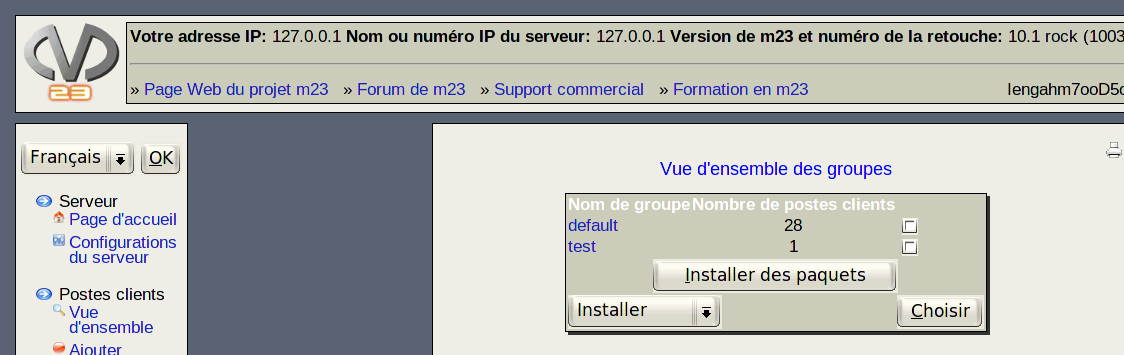 Votre adresse IP: 127.0.0.1 Nom ou numéro IP du serveur: 127.0.0.1 Version de m23 et numéro de la retouche: 10.1 rock (1003
» Page Web du projet m23 » Forum de m23 » Support commercial » Formation en m23
23
Français OK
Vue d'ensemble des groupes
Serveur
Page d'accueil
Configurations
du serveur
Postes clients
Vue
d'ensemble
Ajouter
Nom de groupe Nombre de postes clients
default 28
test 1
Installer des paquets
Installer Choisir